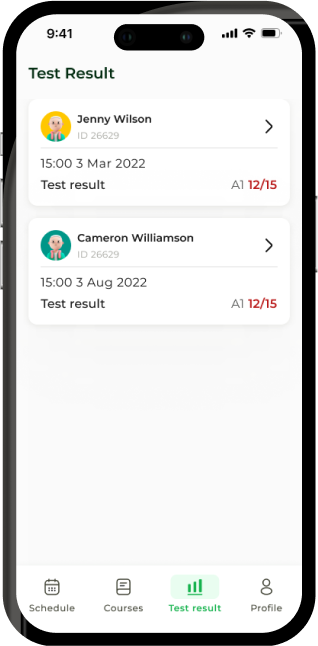 9:41
Test Result
Jenny Wilson
ID 26629
15:00 3 Mar 2022
Test result A1 12/15
Cameron Williamson
ID 26629
15:00 3 Aug 2022
Test result A1 12/15
Schedule Courses Test result Profile